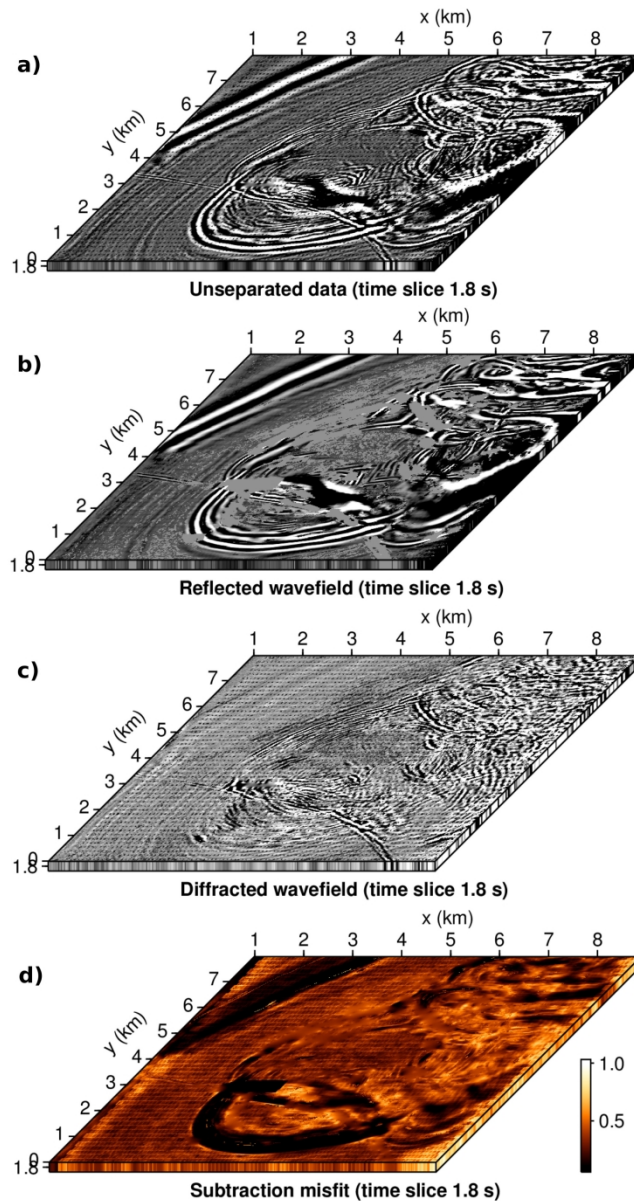 x (km)
1 2 3 4 5 6 7 8
a)
7
6
5
y (km)
4
3
2
1
0
1.8
Unseparated data (time slice 1.8 s)
x (km)
1 2 3 4 5 6 7 8
b)
7
6
5
y (km)
4
3
2
1
0
1.8
Reflected wavefield (time slice 1.8 s)
x (km)
1 2 3 4 5 6 7 8
c)
7
6
5
y (km)
4
3
2
1
0
1.8
Diffracted wavefield (time slice 1.8 s)
x (km)
1 2 3 4 5 6 7 8
d)
7
6
5
y (km)
4
3
2
1
0
1.8
1.0
0.5
Subtraction misfit (time slice 1.8 s)